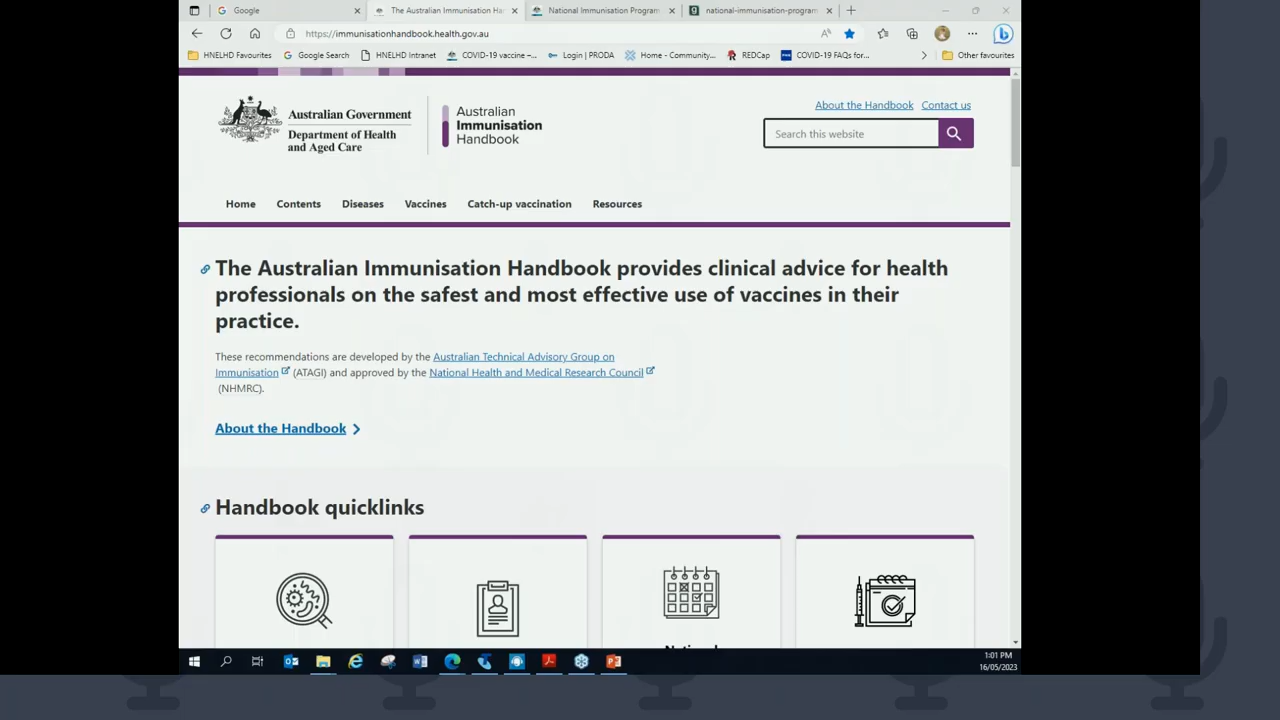 Google
The Australian Immunisation Ha
National Immunisation Program
national-immunisation-program
https://immunisationhandbook.health.gov.au
HNELHD Favourites
Google Search
HNELHD Intranet
COVID-19 vaccine –...
Login | PRODA
Home - Community...
REDCap
COVID-19 FAQs for...
Other favourites
Australian Government
Department of Health
and Aged Care
Australian
Immunisation
Handbook
About the Handbook
Contact us
Search this website
Home
Contents
Diseases
Vaccines
Catch-up vaccination
Resources
The Australian Immunisation Handbook provides clinical advice for health
professionals on the safest and most effective use of vaccines in their
practice.
These recommendations are developed by the Australian Technical Advisory Group on
Immunisation (ATAGI) and approved by the National Health and Medical Research Council
(NHMRC).
About the Handbook
Handbook quicklinks
1:01 PM
16/05/2023